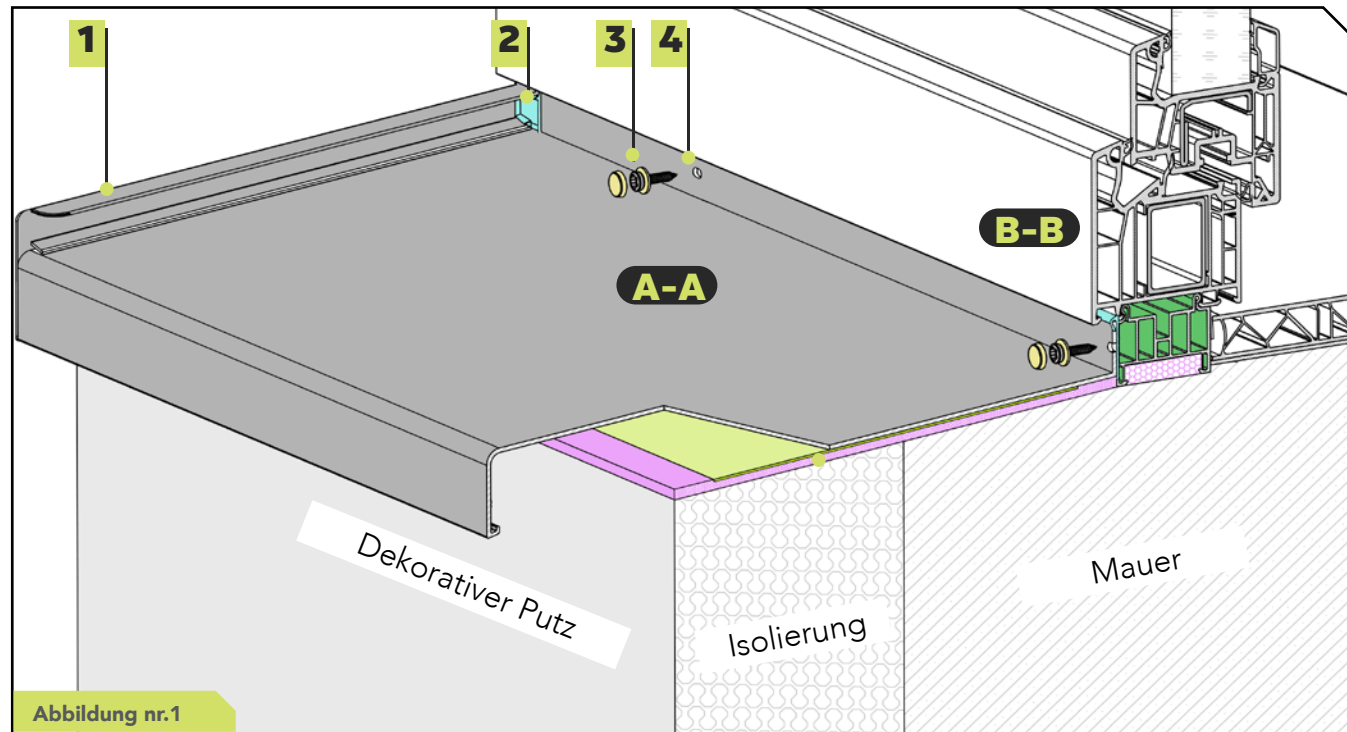 1
2
3
4
B-B
A-A
Dekorativer Putz
Isolierung
Mauer
Abbildung nr.1